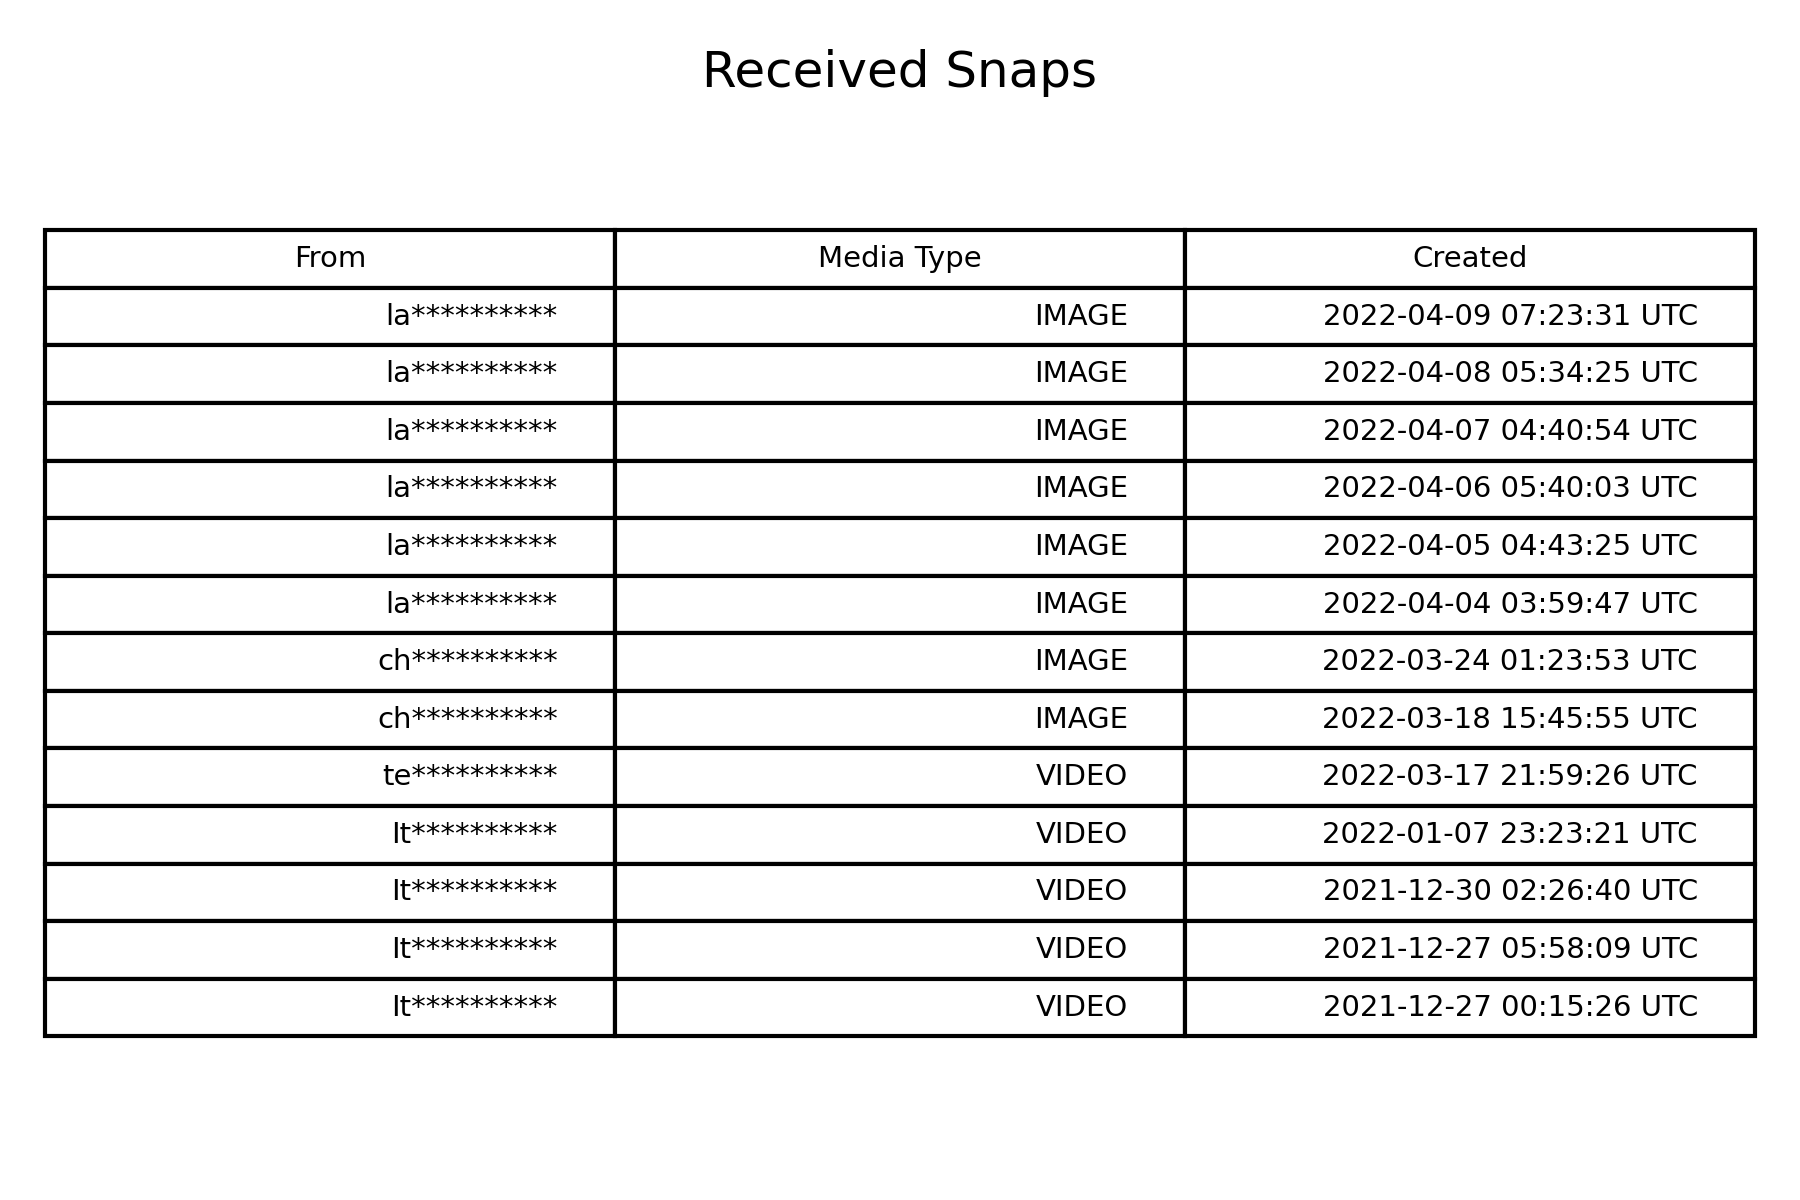 Received Snaps
From Media Type Created
la********** IMAGE 2022-04-09 07:23:31 UTC
la********** IMAGE 2022-04-08 05:34:25 UTC
la********** IMAGE 2022-04-07 04:40:54 UTC
la********** IMAGE 2022-04-06 05:40:03 UTC
la********** IMAGE 2022-04-05 04:43:25 UTC
la********** IMAGE 2022-04-04 03:59:47 UTC
ch********** IMAGE 2022-03-24 01:23:53 UTC
ch********** IMAGE 2022-03-18 15:45:55 UTC
te********** VIDEO 2022-03-17 21:59:26 UTC
lt********** VIDEO 2022-01-07 23:23:21 UTC
lt********** VIDEO 2021-12-30 02:26:40 UTC
lt********** VIDEO 2021-12-27 05:58:09 UTC
lt********** VIDEO 2021-12-27 00:15:26 UTC